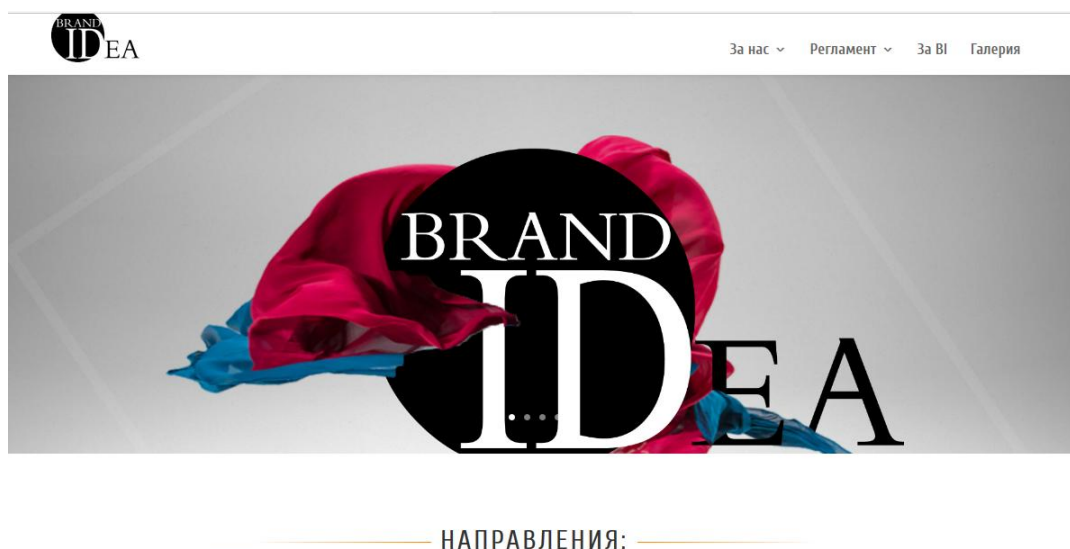 BRAND
IDEA
За нас
Регламент
За BI
Галерия
BRAND
IDEA
НАПРАВЛЕНИЯ: